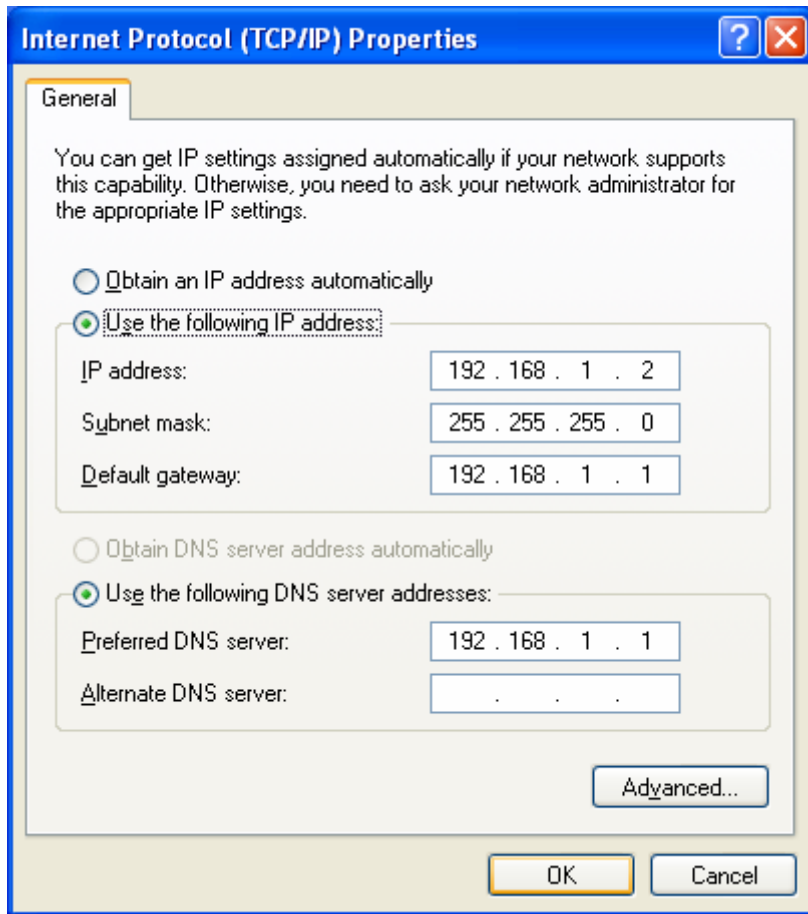 Internet Protocol (TCP/IP) Properties
General
You can get IP settings assigned automatically if your network supports
this capability. Otherwise, you need to ask your network administrator for
the appropriate IP settings.
Obtain an IP address automatically
Use the following IP address:
IP address: 192 . 168 . 1 . 2
Subnet mask: 255 . 255 . 255 . 0
Default gateway: 192 . 168 . 1 . 1
Obtain DNS server address automatically
Use the following DNS server addresses:
Preferred DNS server: 192 . 168 . 1 . 1
Alternate DNS server: . . .
Advanced...
OK Cancel